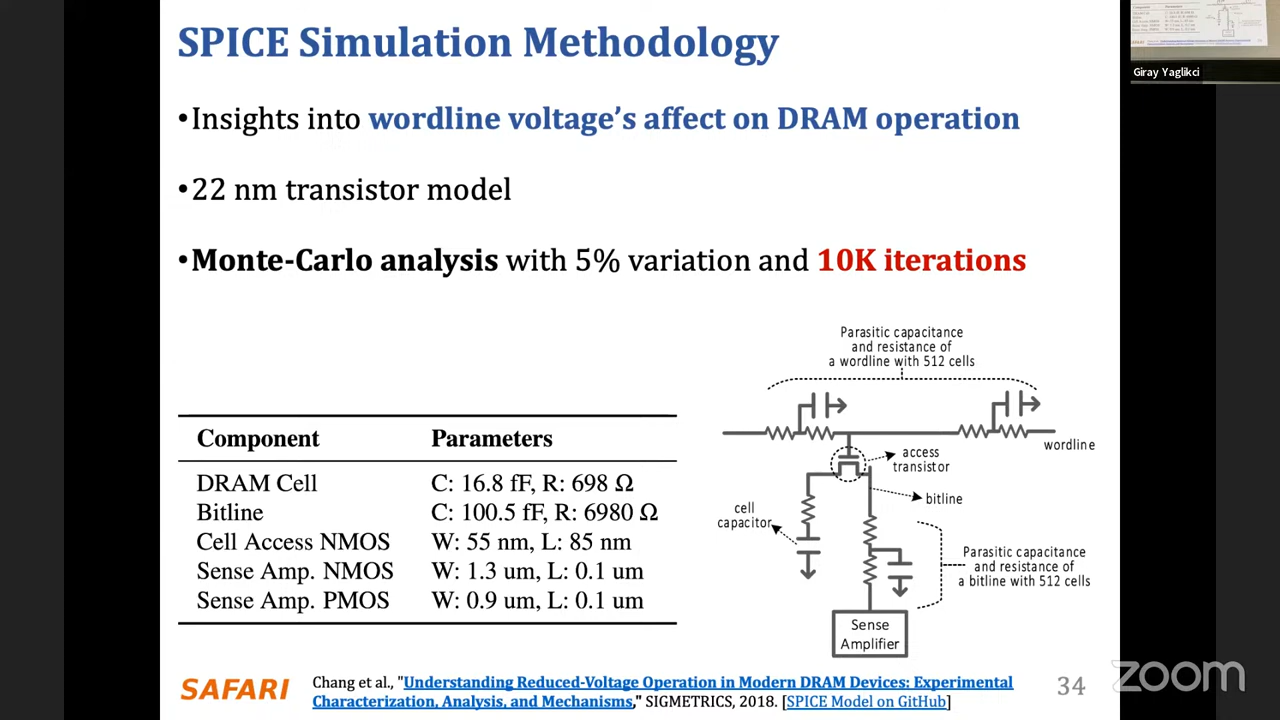 SPICE Simulation Methodology
Giray Yaglikci
•Insights into wordline voltage's affect on DRAM operation
•22 nm transistor model
•Monte-Carlo analysis with 5% variation and 10K iterations
Parasitic capacitance
and resistance of
a wordline with 512 cells
wordline
access
transistor
bitline
cell
capacitor
Parasitic capacitance
and resistance of
a bitline with 512 cells
Sense
Amplifier
Component Parameters
DRAM Cell C: 16.8 fF, R: 698 Ω
Bitline C: 100.5 fF, R: 6980 Ω
Cell Access NMOS W: 55 nm, L: 85 nm
Sense Amp. NMOS W: 1.3 um, L: 0.1 um
Sense Amp. PMOS W: 0.9 um, L: 0.1 um
SAFARI
Chang et al., "Understanding Reduced-Voltage Operation in Modern DRAM Devices: Experimental
Characterization, Analysis, and Mechanisms," SIGMETRICS, 2018. [SPICE Model on GitHub]
34
zoom